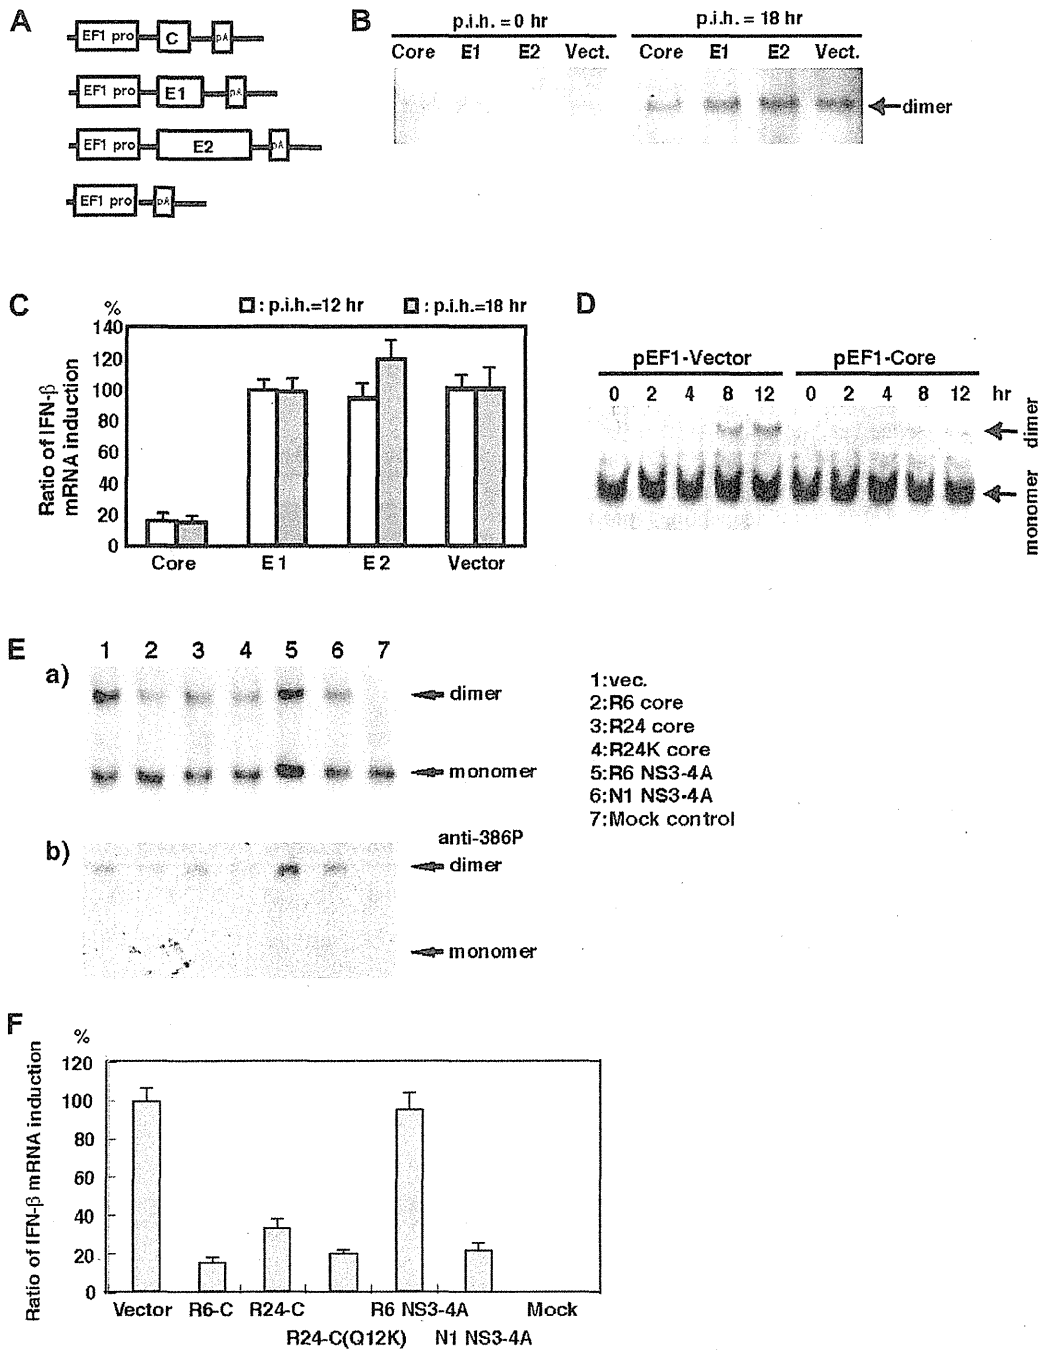 A
EF1 pro C pA
EF1 pro E1 pA
EF1 pro E2 pA
EF1 pro pA
B
p.i.h. = 0 hr p.i.h. = 18 hr
Core E1 E2 Vect. Core E1 E2 Vect.
dimer
C
% : p.i.h.=12 hr : p.i.h.=18 hr
Ratio of IFN-β mRNA induction
140
120
100
80
60
40
20
0
Core E1 E2 Vector
D
pEF1-Vector pEF1-Core
0 2 4 8 12 0 2 4 8 12 hr
dimer
monomer
E
1 2 3 4 5 6 7
a)
dimer
monomer
1:vec.
2:R6 core
3:R24 core
4:R24K core
5:R6 NS3-4A
6:N1 NS3-4A
7:Mock control
b)
anti-386P
dimer
monomer
F
%
Ratio of IFN-β mRNA induction
120
100
80
60
40
20
0
Vector R6-C R24-C R6 NS3-4A Mock
R24-C(Q12K) N1 NS3-4A